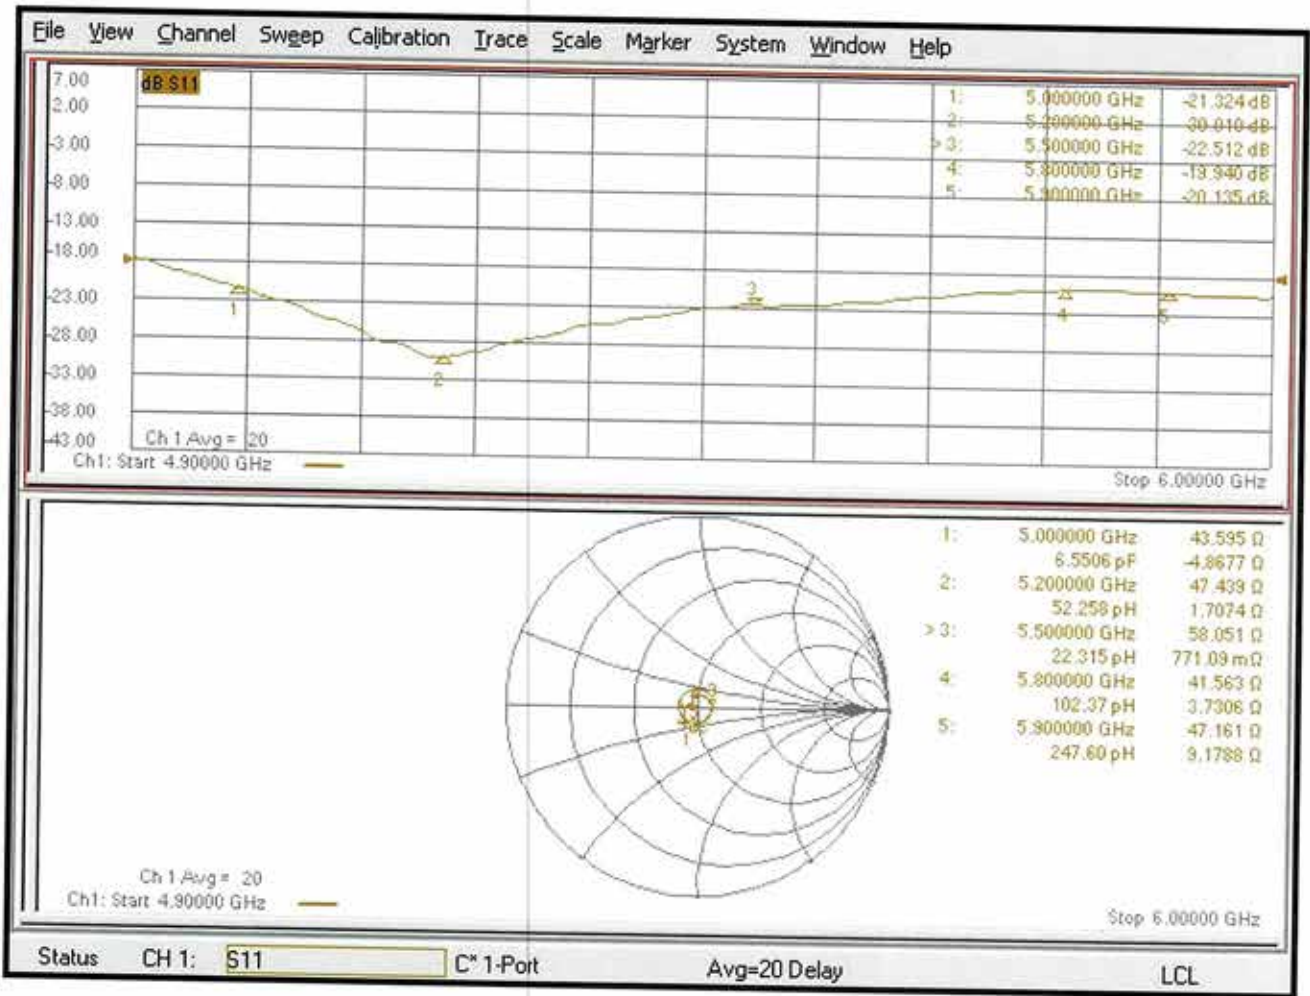 File View Channel Sweep Calibration Trace Scale Marker System Window Help
7.00
2.00
-3.00
-8.00
-13.00
-18.00
-23.00
-28.00
-33.00
-38.00
-43.00
dB S11
1: 5.000000 GHz -21.324 dB
2: 5.200000 GHz -30.010 dB
> 3: 5.500000 GHz -22.512 dB
4: 5.800000 GHz -19.940 dB
5: 5.900000 GHz -20.135 dB
1
2
3
4
5
Ch 1 Avg = 20
Ch1: Start 4.90000 GHz
Stop 6.00000 GHz
1: 5.000000 GHz 43.595 Ω
6.5506 pF -4.8677 Ω
2: 5.200000 GHz 47.439 Ω
52.258 pH 1.7074 Ω
> 3: 5.500000 GHz 58.051 Ω
22.315 pH 771.09 mΩ
4: 5.800000 GHz 41.563 Ω
102.37 pH 3.7306 Ω
5: 5.900000 GHz 47.161 Ω
247.60 pH 9.1788 Ω
3
1
Ch 1 Avg = 20
Ch1: Start 4.90000 GHz
Stop 6.00000 GHz
Status CH 1: S11 C* 1-Port Avg=20 Delay LCL